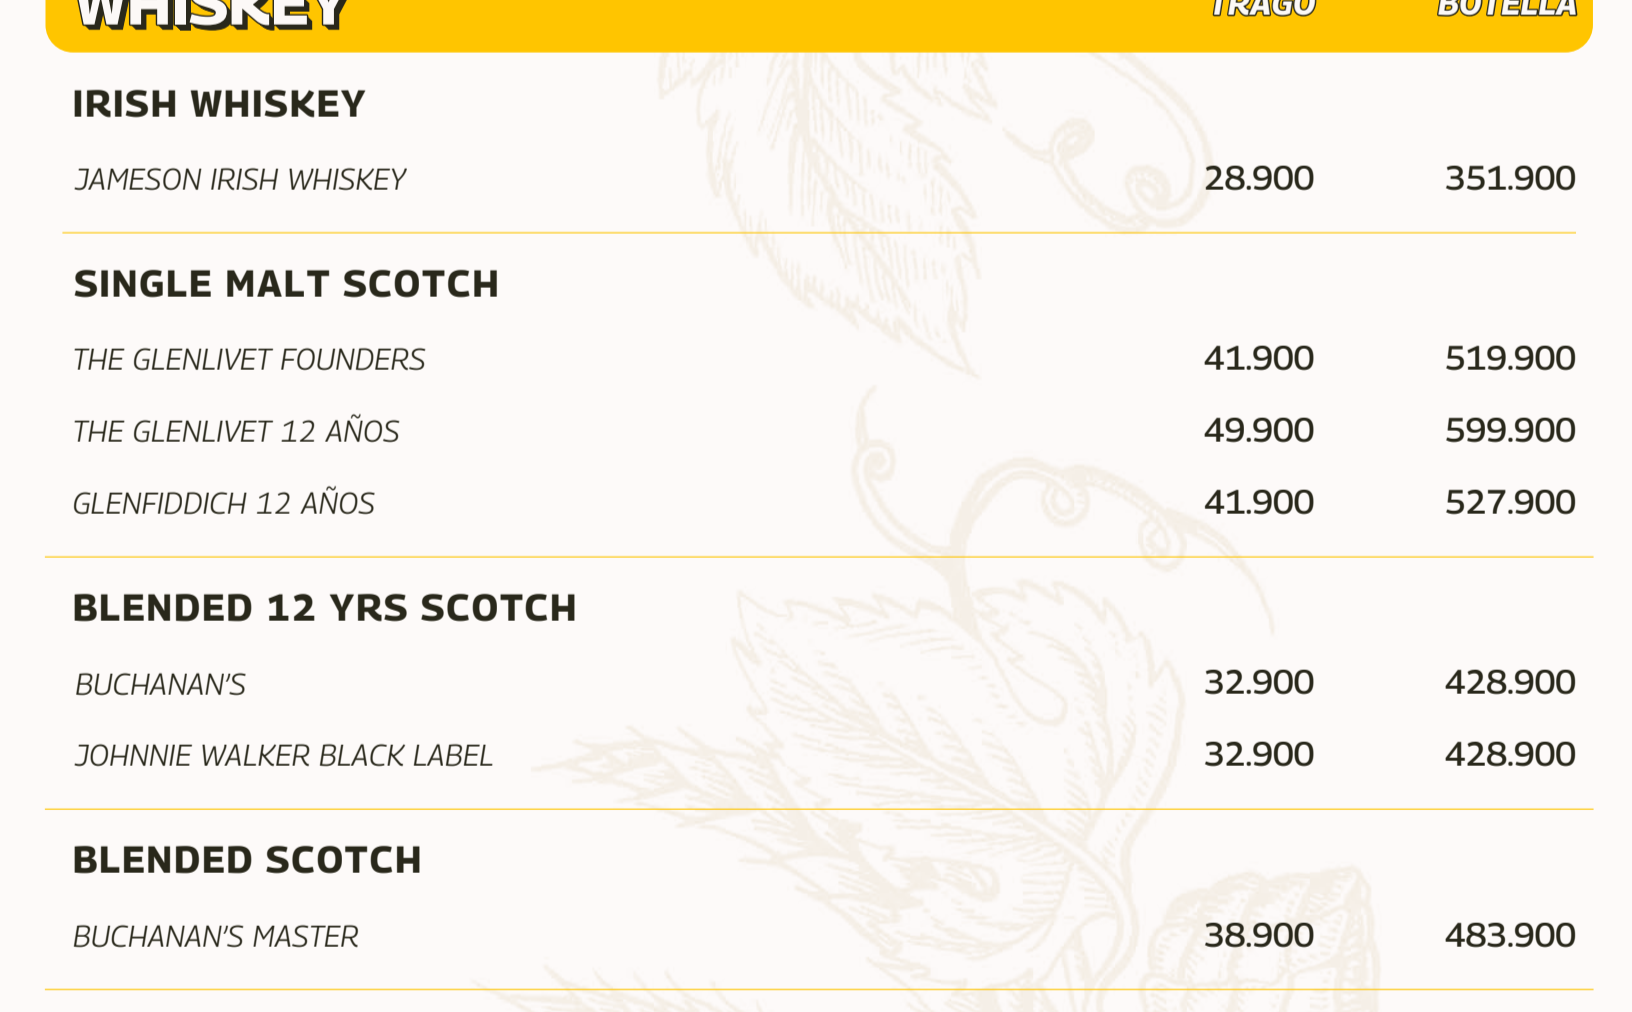 WHISKEY TRAGO BOTELLA
IRISH WHISKEY
JAMESON IRISH WHISKEY 28.900 351.900
SINGLE MALT SCOTCH
THE GLENLIVET FOUNDERS 41.900 519.900
THE GLENLIVET 12 AÑOS 49.900 599.900
GLENFIDDICH 12 AÑOS 41.900 527.900
BLENDED 12 YRS SCOTCH
BUCHANAN'S 32.900 428.900
JOHNNIE WALKER BLACK LABEL 32.900 428.900
BLENDED SCOTCH
BUCHANAN'S MASTER 38.900 483.900